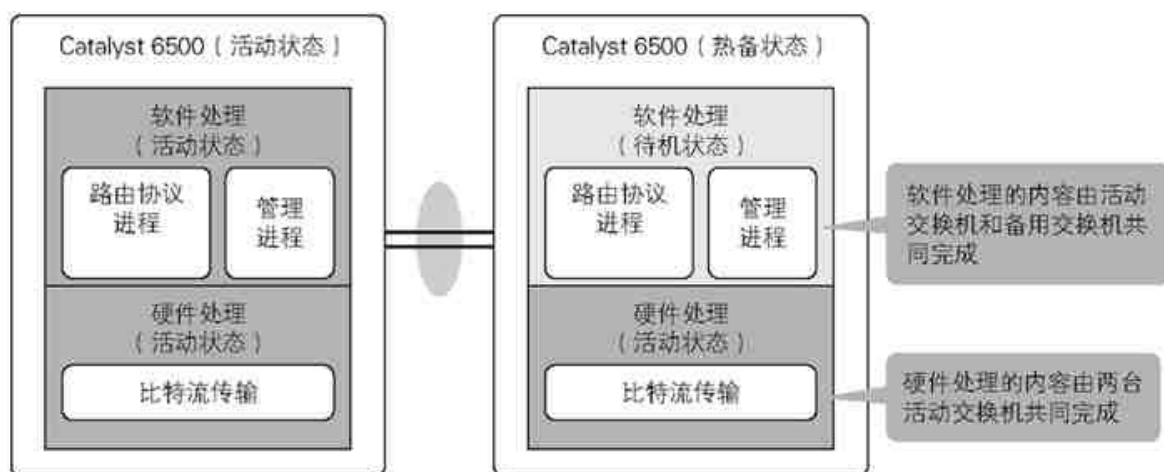 Catalyst 6500（活动状态）
软件处理
（活动状态）
路由协议
进程
管理
进程
硬件处理
（活动状态）
比特流传输
Catalyst 6500（热备状态）
软件处理
（待机状态）
路由协议
进程
管理
进程
硬件处理
（活动状态）
比特流传输
软件处理的内容由活动
交换机和备用交换机共
同完成
硬件处理的内容由两台
活动交换机共同完成